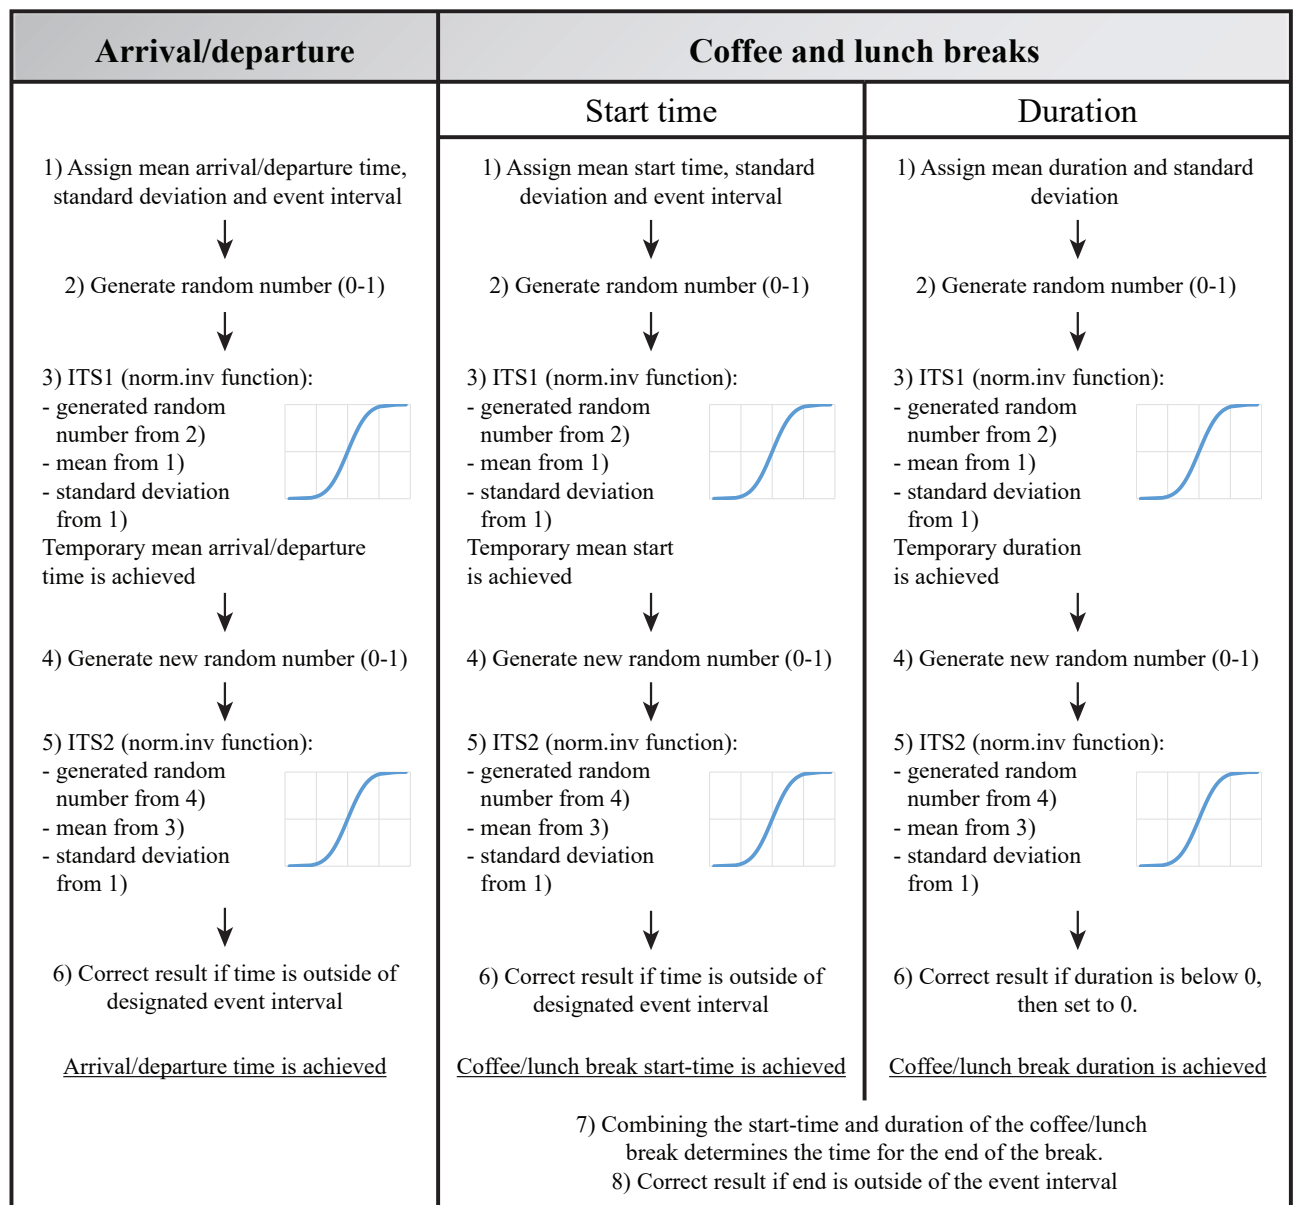 Arrival/departure
Coffee and lunch breaks
Start time
Duration
1) Assign mean arrival/departure time,
standard deviation and event interval
2) Generate random number (0-1)
3) ITS1 (norm.inv function):
- generated random
number from 2)
- mean from 1)
- standard deviation
from 1)
Temporary mean arrival/departure
time is achieved
4) Generate new random number (0-1)
5) ITS2 (norm.inv function):
- generated random
number from 4)
- mean from 3)
- standard deviation
from 1)
6) Correct result if time is outside of
designated event interval
Arrival/departure time is achieved
1) Assign mean start time, standard
deviation and event interval
2) Generate random number (0-1)
3) ITS1 (norm.inv function):
- generated random
number from 2)
- mean from 1)
- standard deviation
from 1)
Temporary mean start
is achieved
4) Generate new random number (0-1)
5) ITS2 (norm.inv function):
- generated random
number from 4)
- mean from 3)
- standard deviation
from 1)
6) Correct result if time is outside of
designated event interval
Coffee/lunch break start-time is achieved
1) Assign mean duration and standard
deviation
2) Generate random number (0-1)
3) ITS1 (norm.inv function):
- generated random
number from 2)
- mean from 1)
- standard deviation
from 1)
Temporary duration
is achieved
4) Generate new random number (0-1)
5) ITS2 (norm.inv function):
- generated random
number from 4)
- mean from 3)
- standard deviation
from 1)
6) Correct result if duration is below 0,
then set to 0.
Coffee/lunch break duration is achieved
7) Combining the start-time and duration of the coffee/lunch
break determines the time for the end of the break.
8) Correct result if end is outside of the event interval